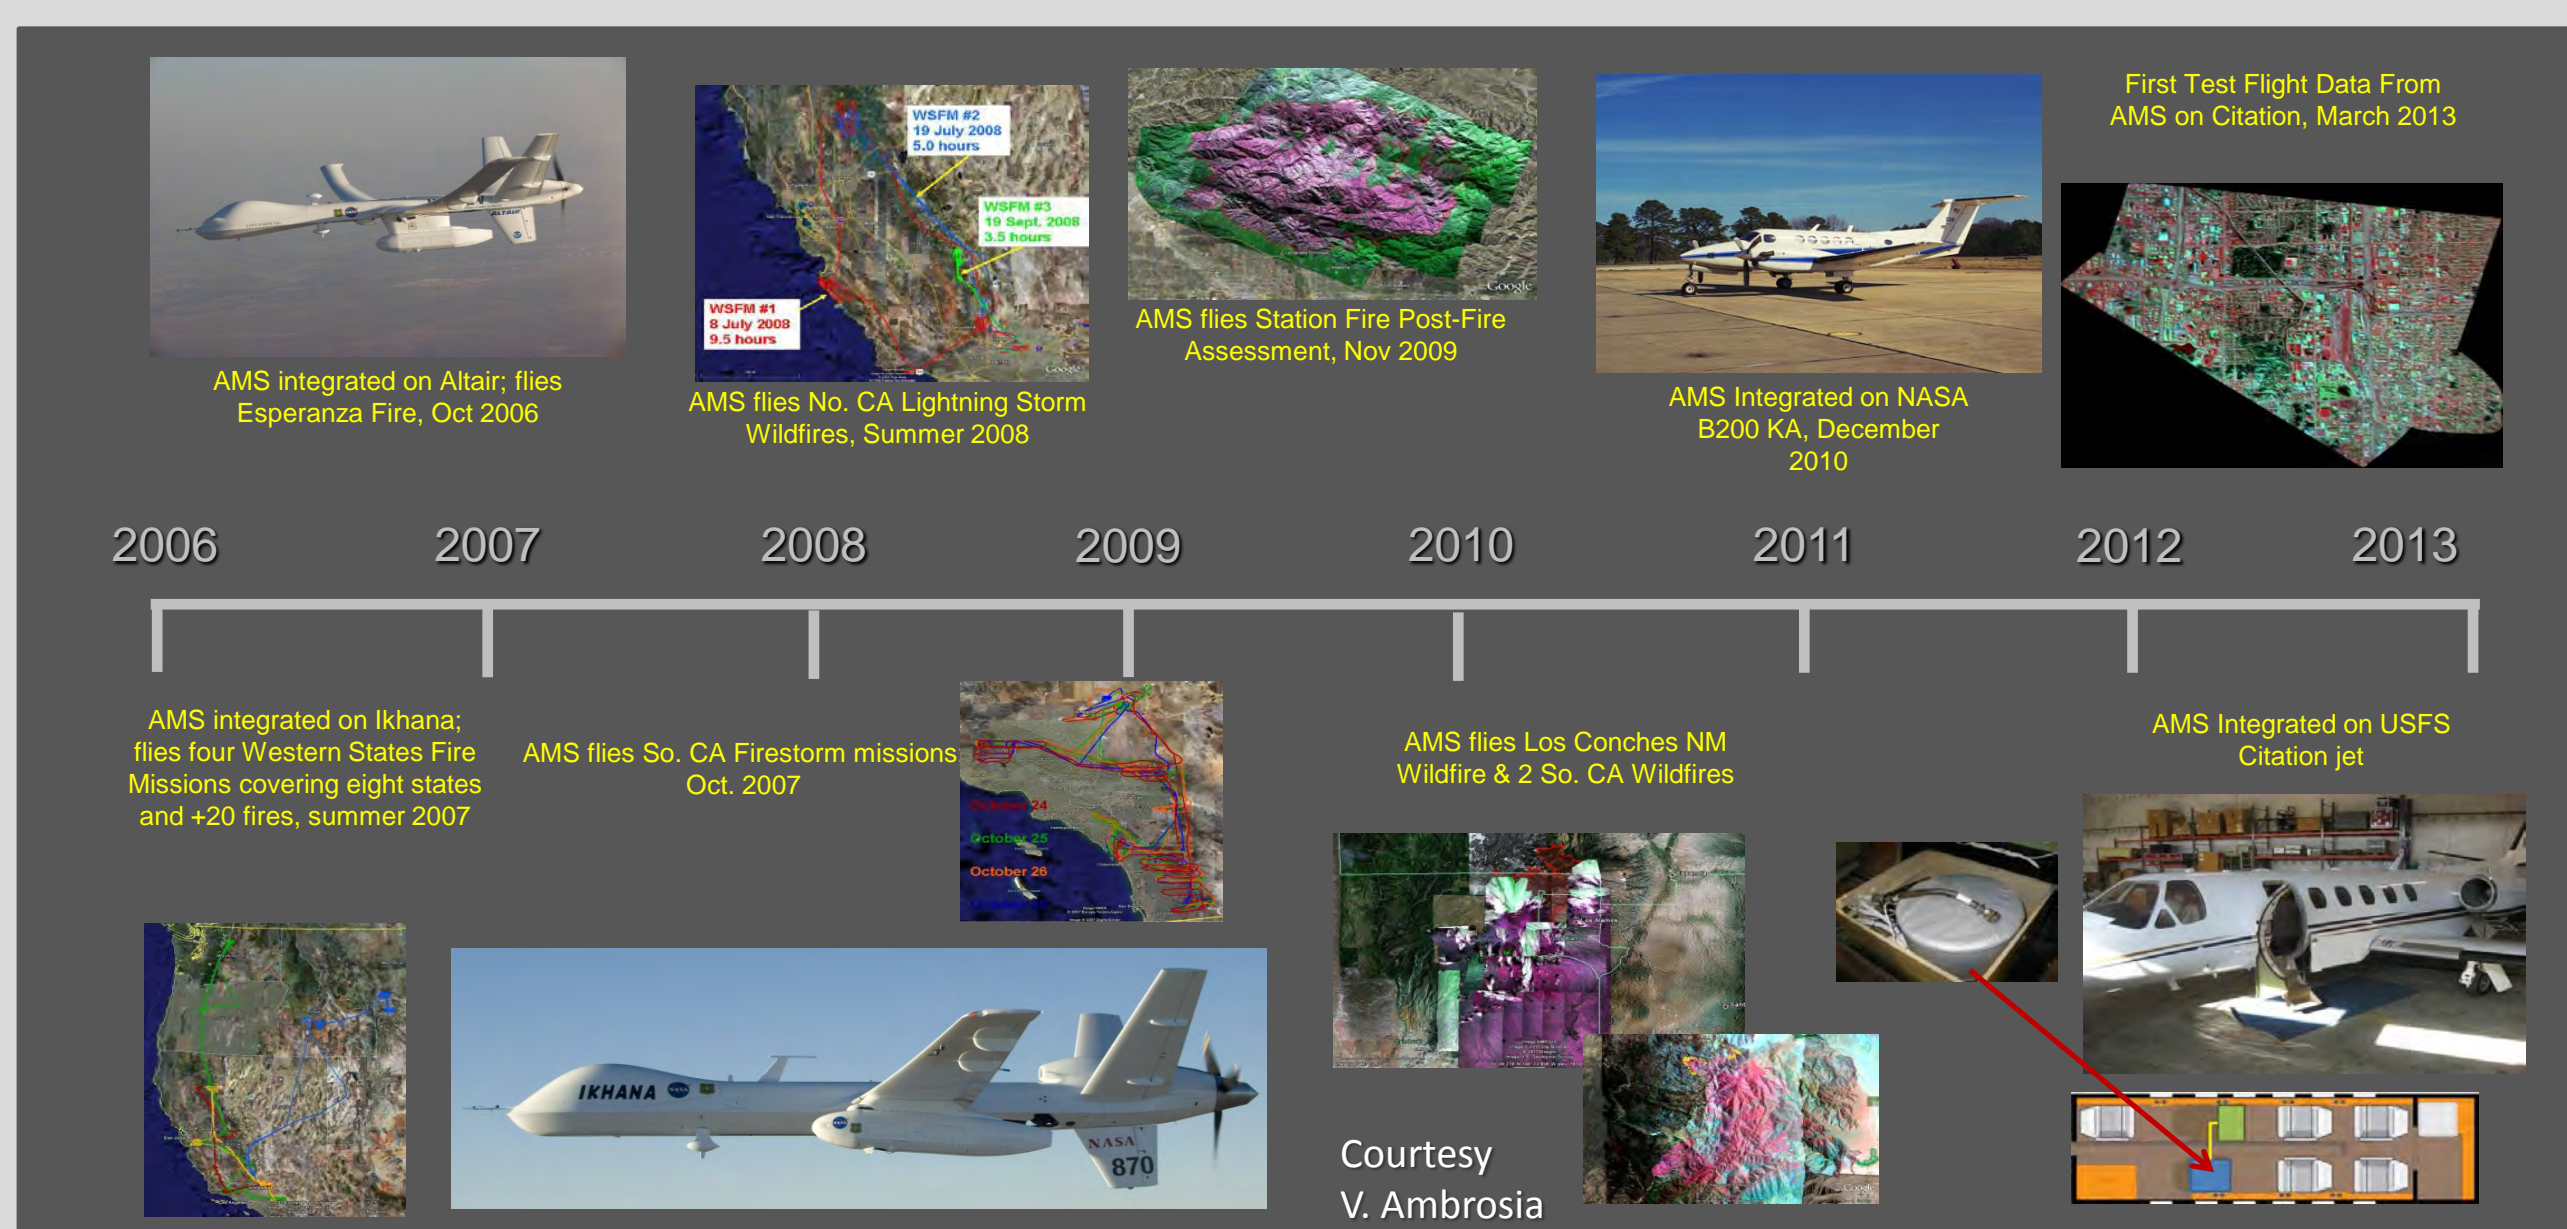 AMS integrated on Altair; flies
Esperanza Fire, Oct 2006
WSFM #2
19 July 2008
5.0 hours
WSFM #3
19 Sept. 2008
3.5 hours
WSFM #1
8 July 2008
9.5 hours
Google
AMS flies No. CA Lightning Storm
Wildfires, Summer 2008
Google
AMS flies Station Fire Post-Fire
Assessment, Nov 2009
ALTAIR
AMS Integrated on NASA
B200 KA, December
2010
First Test Flight Data From
AMS on Citation, March 2013
2006
2007
2008
2009
2010
2011
2012
2013
AMS integrated on Ikhana;
flies four Western States Fire
Missions covering eight states
and +20 fires, summer 2007
AMS flies So. CA Firestorm missions
Oct. 2007
October 24
October 25
October 26
AMS flies Los Conches NM
Wildfire & 2 So. CA Wildfires
AMS Integrated on USFS
Citation jet
IKHANA
NASA
870
Los Alamos
Google
Courtesy
V. Ambrosia